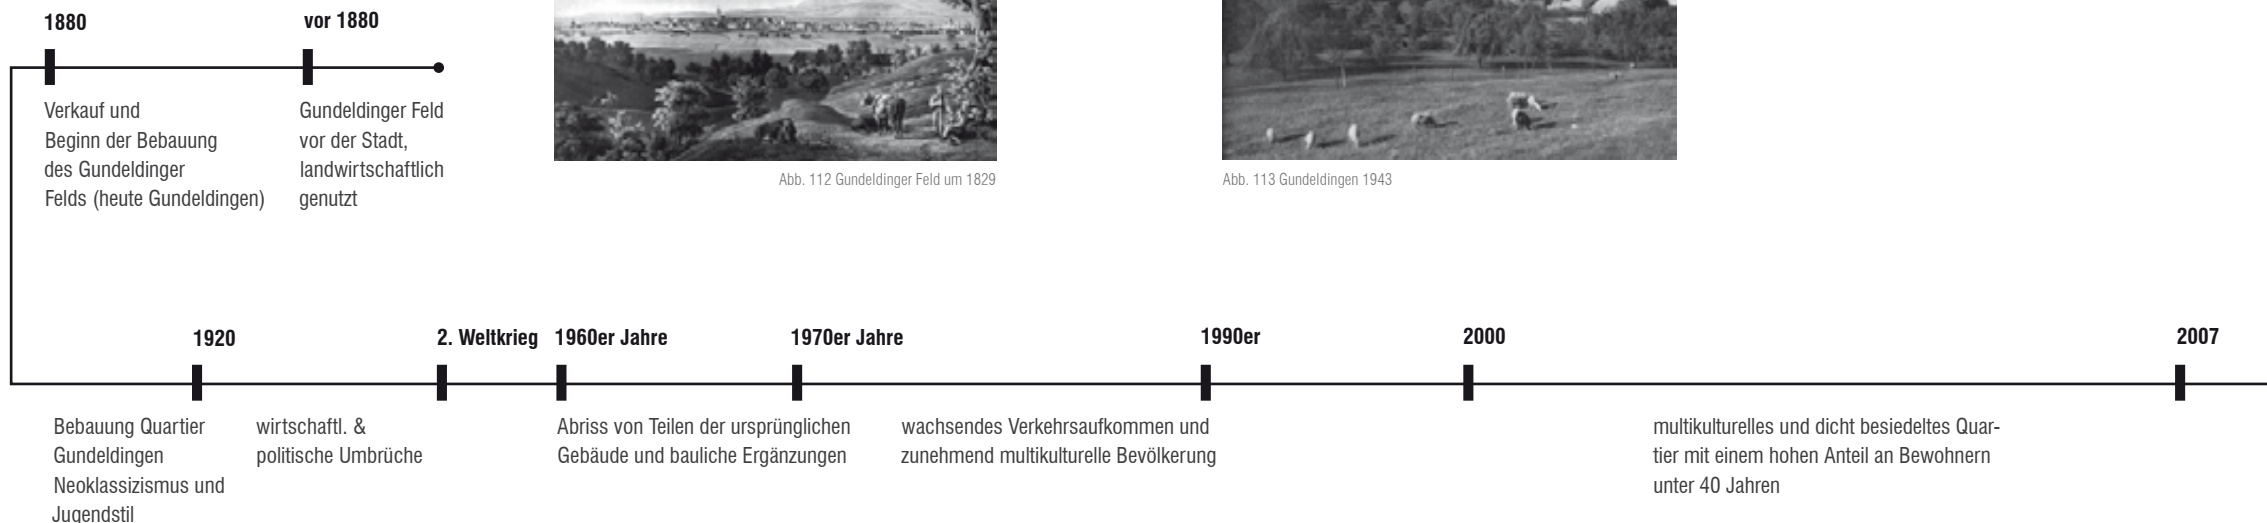 1880
vor 1880
Verkauf und
Beginn der Bebauung
des Gundeldinger
Felds (heute Gundeldingen)
Gundeldinger Feld
vor der Stadt,
landwirtschaftlich
genutzt
Abb. 112 Gundeldinger Feld um 1829
Abb. 113 Gundeldingen 1943
1920
2. Weltkrieg
1960er Jahre
1970er Jahre
1990er
2000
2007
Bebauung Quartier
Gundeldingen
Neoklassizismus und
Jugendstil
wirtschaftl. &
politische Umbrüche
Abriss von Teilen der ursprünglichen
Gebäude und bauliche Ergänzungen
wachsendes Verkehrsaufkommen und
zunehmend multikulturelle Bevölkerung
multikulturelles und dicht besiedeltes Quar-
tier mit einem hohen Anteil an Bewohnern
unter 40 Jahren